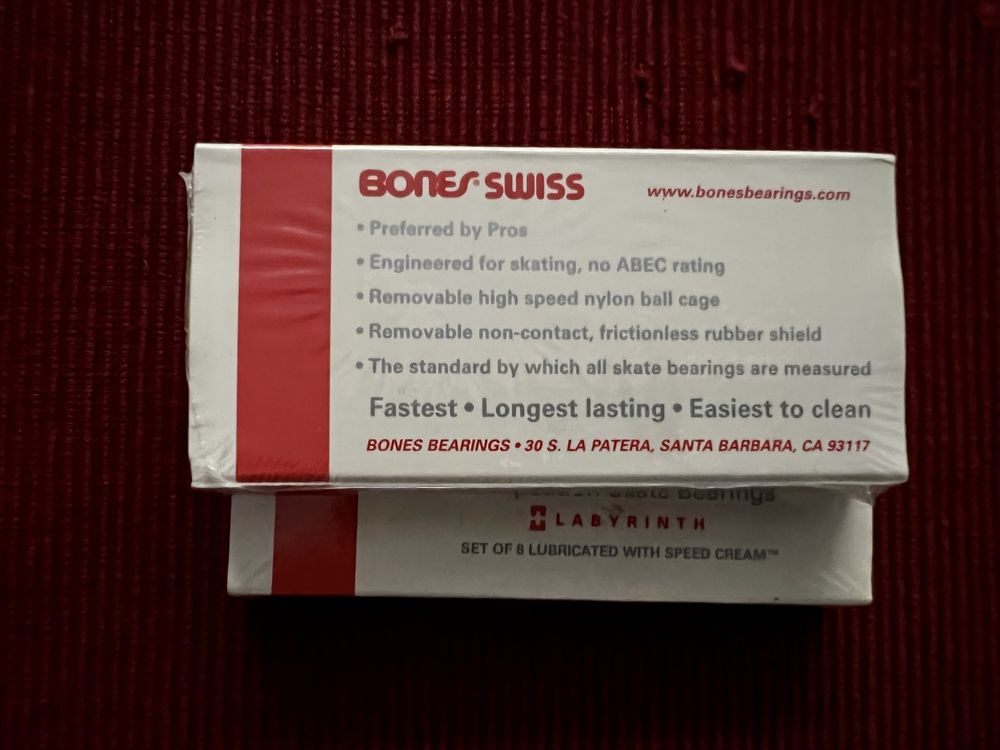 BONES SWISS
www.bonesbearings.com
• Preferred by Pros
• Engineered for skating, no ABEC rating
• Removable high speed nylon ball cage
• Removable non-contact, frictionless rubber shield
• The standard by which all skate bearings are measured
Fastest • Longest lasting • Easiest to clean
BONES BEARINGS • 30 S. LA PATERA, SANTA BARBARA, CA 93117
Skate Bearings
LABYRINTH
SET OF 8 LUBRICATED WITH SPEED CREAM™